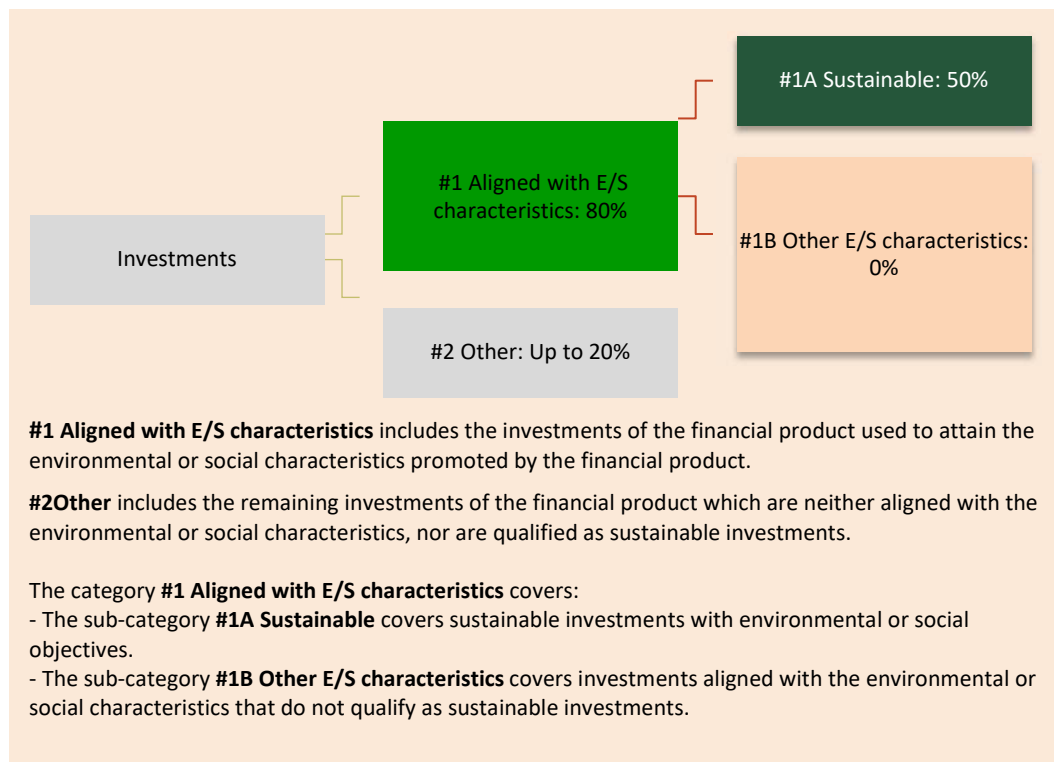 #1A Sustainable: 50%
#1 Aligned with E/S
characteristics: 80%
#1B Other E/S characteristics:
0%
Investments
#2 Other: Up to 20%
#1 Aligned with E/S characteristics includes the investments of the financial product used to attain the
environmental or social characteristics promoted by the financial product.
#2Other includes the remaining investments of the financial product which are neither aligned with the
environmental or social characteristics, nor are qualified as sustainable investments.
The category #1 Aligned with E/S characteristics covers:
- The sub-category #1A Sustainable covers sustainable investments with environmental or social
objectives.
- The sub-category #1B Other E/S characteristics covers investments aligned with the environmental or
social characteristics that do not qualify as sustainable investments.